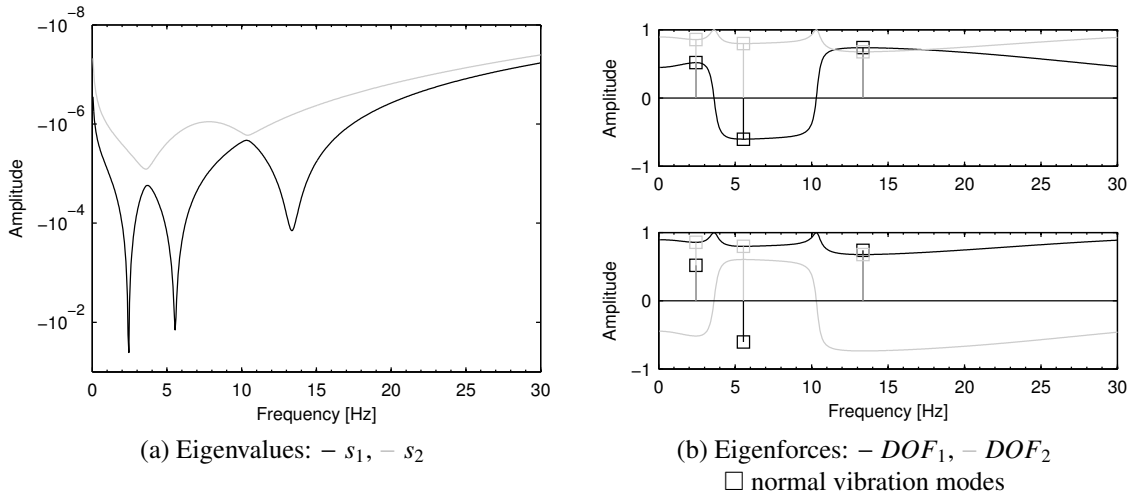 −10⁻⁸
−10⁻⁶
−10⁻⁴
−10⁻²
Amplitude
0 5 10 15 20 25 30
Frequency [Hz]
(a) Eigenvalues: − s₁, − s₂
1
0
−1
Amplitude
0 5 10 15 20 25 30
1
0
−1
Amplitude
0 5 10 15 20 25 30
Frequency [Hz]
(b) Eigenforces: − DOF₁, − DOF₂
□ normal vibration modes